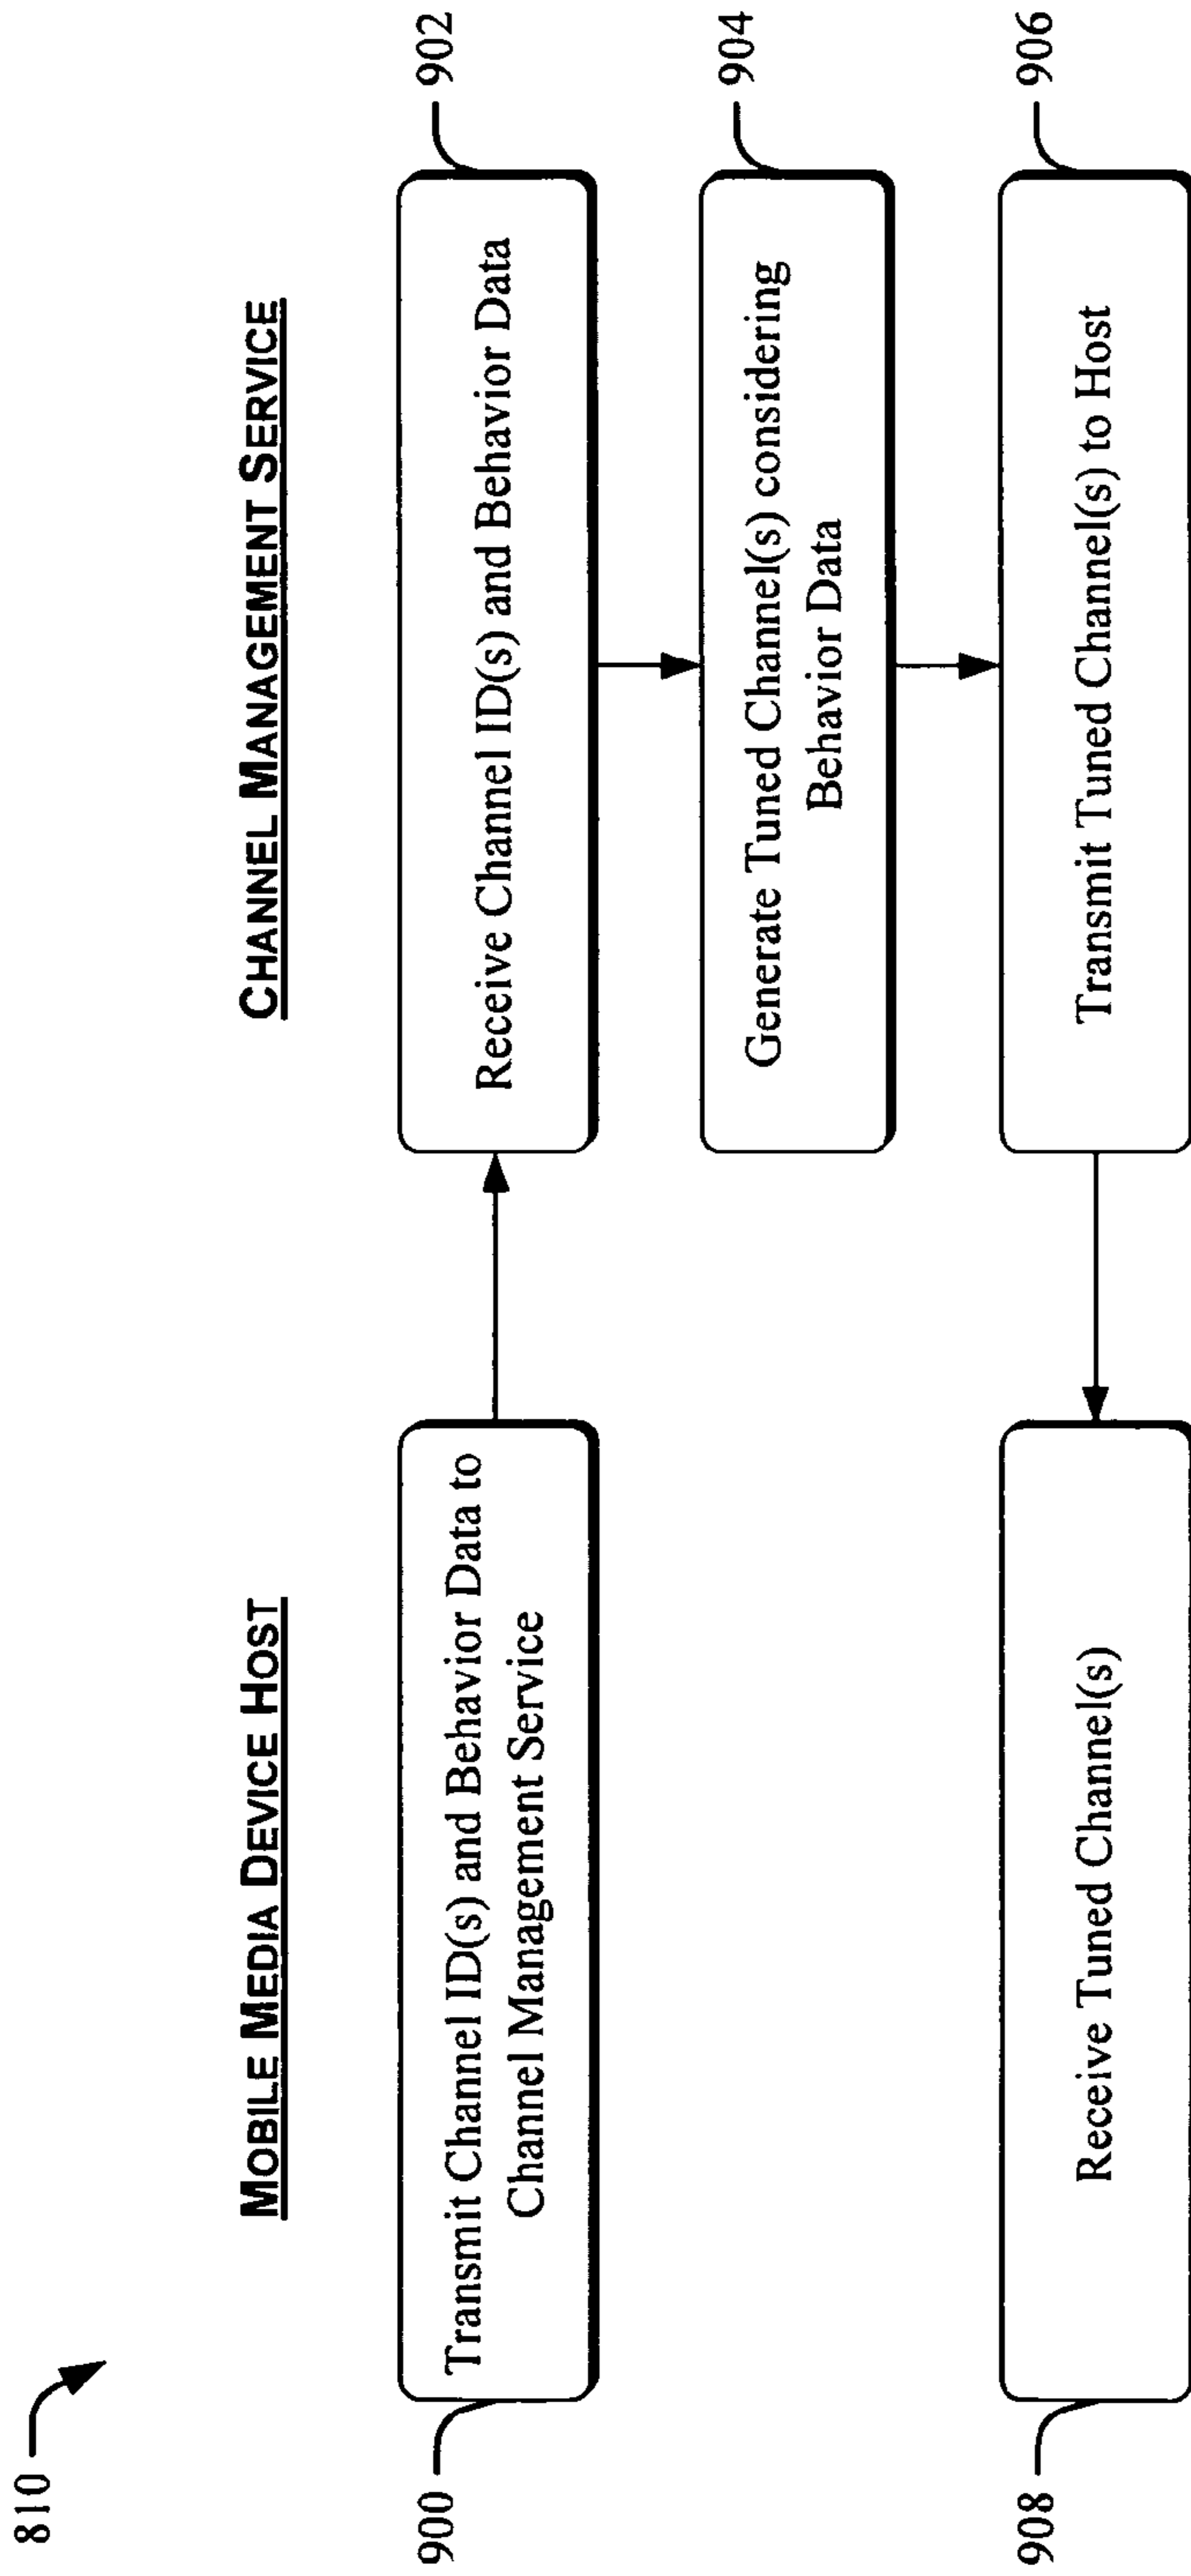 810
MOBILE MEDIA DEVICE HOST
CHANNEL MANAGEMENT SERVICE
900
Transmit Channel ID(s) and Behavior Data to
Channel Management Service
Receive Channel ID(s) and Behavior Data
902
Generate Tuned Channel(s) considering
Behavior Data
904
908
Receive Tuned Channel(s)
Transmit Tuned Channel(s) to Host
906